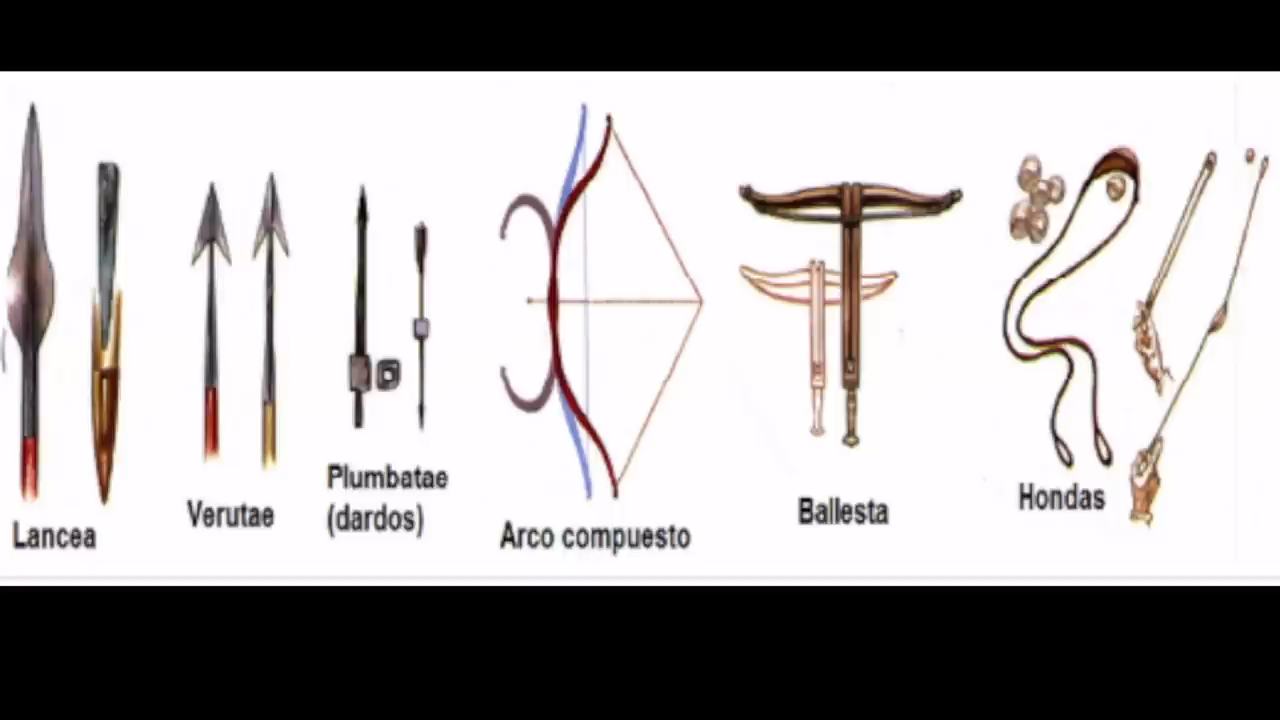 Lancea
Verutae
Plumbatae
(dardos)
Arco compuesto
Ballesta
Hondas